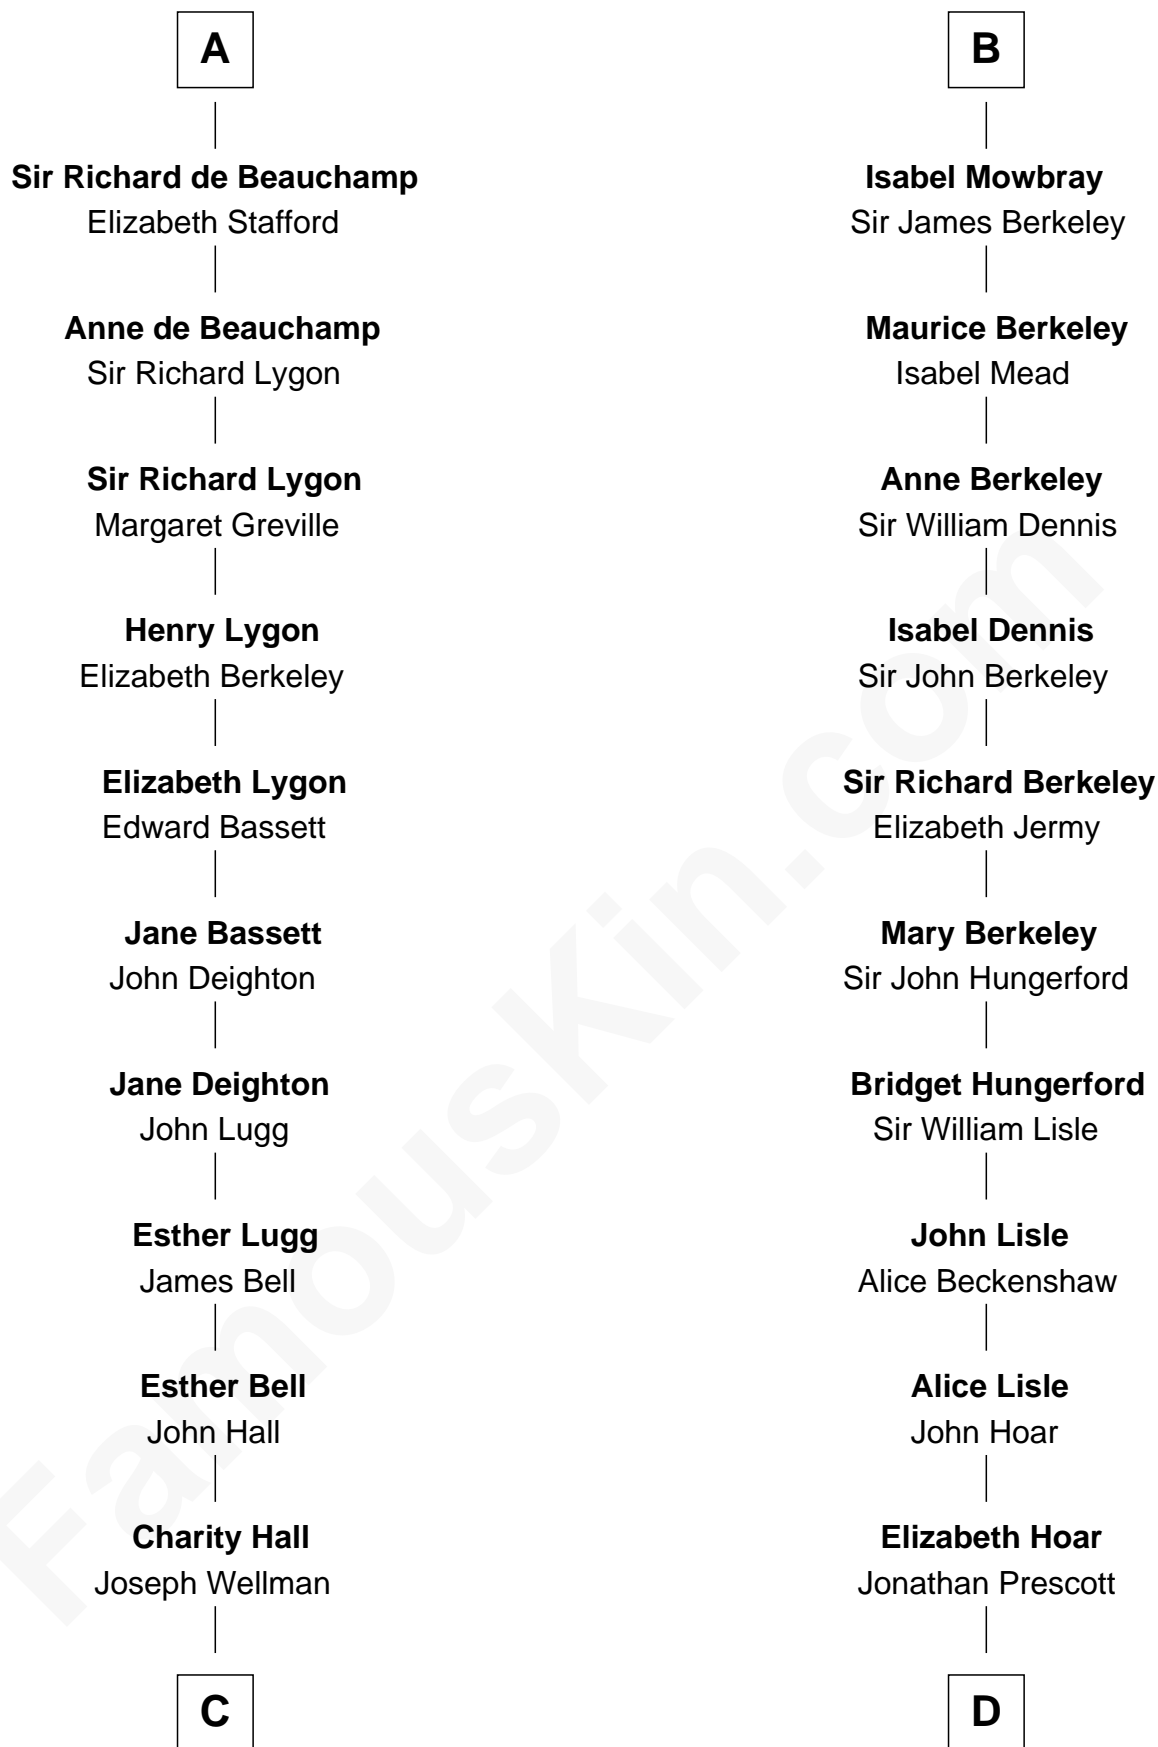 A
Sir Richard de Beauchamp
Elizabeth Stafford
Anne de Beauchamp
Sir Richard Lygon
Sir Richard Lygon
Margaret Greville
Henry Lygon
Elizabeth Berkeley
Elizabeth Lygon
Edward Bassett
Jane Bassett
John Deighton
Jane Deighton
John Lugg
Esther Lugg
James Bell
Esther Bell
John Hall
Charity Hall
Joseph Wellman
C
B
Isabel Mowbray
Sir James Berkeley
Maurice Berkeley
Isabel Mead
Anne Berkeley
Sir William Dennis
Isabel Dennis
Sir John Berkeley
Sir Richard Berkeley
Elizabeth Jermy
Mary Berkeley
Sir John Hungerford
Bridget Hungerford
Sir William Lisle
John Lisle
Alice Beckenshaw
Alice Lisle
John Hoar
Elizabeth Hoar
Jonathan Prescott
D
FamousKin.com